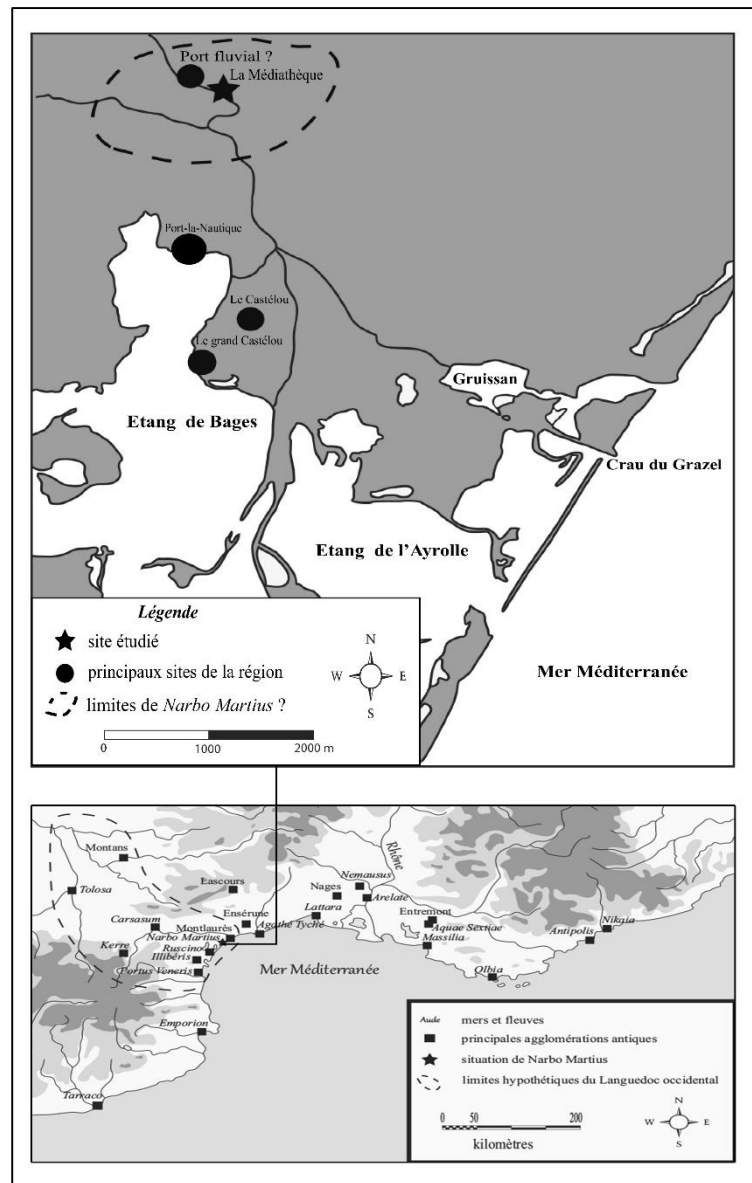 Port fluvial ?
La Médiathèque
Port-la-Nautique
Le Castélou
Le grand Castélou
Gruissan
Etang de Bages
Crau du Grazel
Etang de l'Ayrolle
Mer Méditerranée
Légende
site étudié
principaux sites de la région
limites de Narbo Martius ?
N
W E
S
0 1000 2000 m
Montans
Tolosa
Lascours
Nemausus
Rhône
Nages
Arelate
Ensérune
Lattara
Entremont
Nikaia
Carsasum
Montlaurès
Agathé Tyché
Aquae Sextiae
Antipolis
Narbo Martius
Massilia
Kerre
Ruscino
Illibéris
Olbia
Portus Veneris
Mer Méditerranée
Emporion
Tarraco
Aude mers et fleuves
principales agglomérations antiques
situation de Narbo Martius
limites hypothétiques du Languedoc occidental
N
W E
S
0 50 200
kilomètres